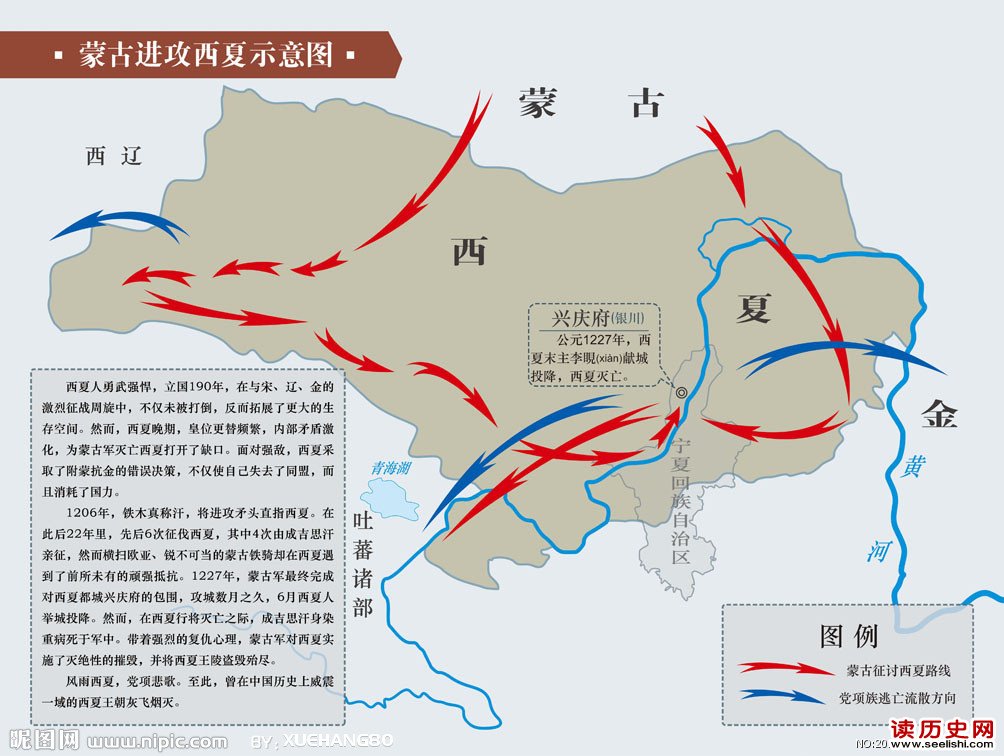 蒙古进攻西夏示意图
蒙 古
西 辽
西
夏
兴庆府(银川)
公元1227年，西
夏末主李晛(xiàn)献城
投降，西夏灭亡。
金
黄
河
青海湖
吐蕃诸部
宁夏回族自治区
西夏人勇武强悍，立国190年，在与宋、辽、金的
激烈征战周旋中，不仅未被打倒，反而拓展了更大的生
存空间。然而，西夏晚期，皇位更替频繁，内部矛盾激
化，为蒙古军灭亡西夏打开了缺口。面对强敌，西夏采
取了附蒙抗金的错误决策，不仅使自己失去了同盟，而
且消耗了国力。
1206年，铁木真称汗，将进攻矛头直指西夏。在
此后22年里，先后6次征伐西夏，其中4次由成吉思汗
亲征，然而横扫欧亚、锐不可当的蒙古铁骑却在西夏遇
到了前所未有的顽强抵抗。1227年，蒙古军最终完成
对西夏都城兴庆府的包围，攻城数月之久，6月西夏人
举城投降。然而，在西夏行将灭亡之际，成吉思汗身染
重病死于军中。带着强烈的复仇心理，蒙古军对西夏实
施了灭绝性的摧毁，并将西夏王陵盗毁殆尽。
风雨西夏，党项悲歌。至此，曾在中国历史上威震
一域的西夏王朝灰飞烟灭。
图 例
蒙古征讨西夏路线
党项族逃亡流散方向
昵图网 www.nipic.com BY: XUEHANGBO
NO:20
读历史网
www.seelishi.com